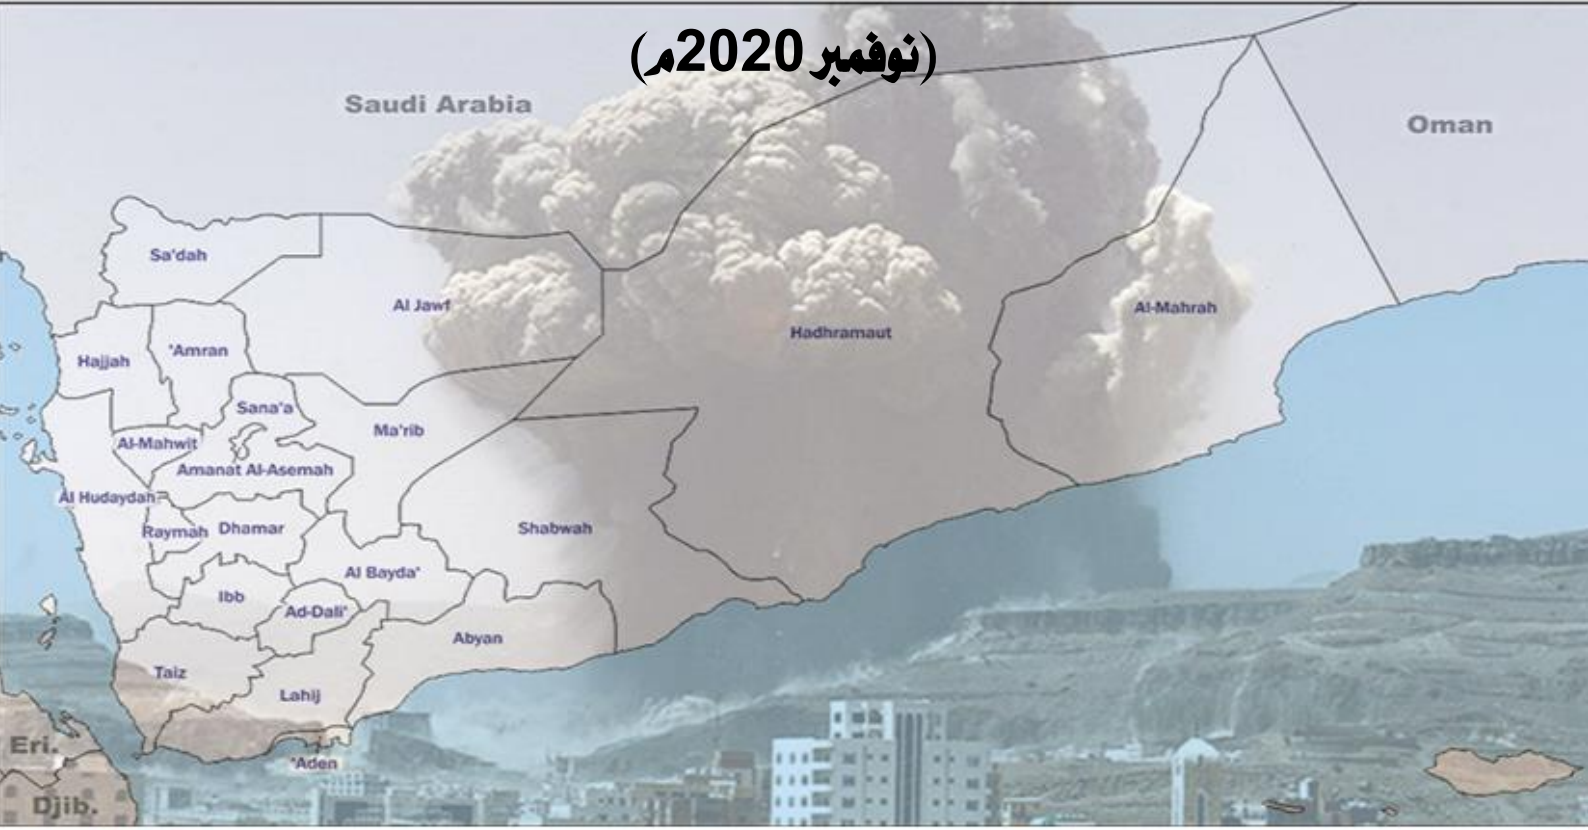 (نوفمبر 2020م)
Saudi Arabia
Oman
Sa'dah
Al Jawf
Al-Mahrah
Hadhramaut
Hajjah
'Amran
Sana'a
Ma'rib
Al-Mahwit
Amanat Al-Asemah
Al Hudaydah
Raymah
Dhamar
Shabwah
Al Bayda'
Ibb
Ad-Dali'
Abyan
Taiz
Lahij
Eri.
'Aden
Djib.